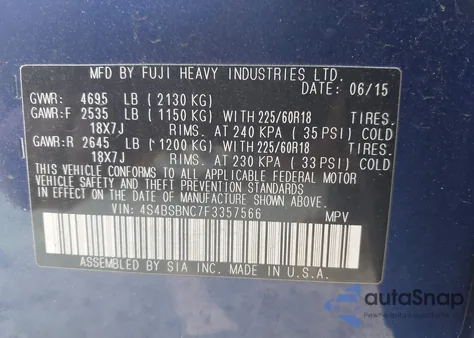 MFD BY FUJI HEAVY INDUSTRIES LTD.
DATE: 06/15
GVWR: 4695 LB ( 2130 KG)
GAWR:F 2535 LB ( 1150 KG) WITH 225/60R18
18X7J RIMS. AT 240 KPA ( 35 PSI) COLD
GAWR:R 2645 LB ( 1200 KG) WITH 225/60R18
18X7J RIMS. AT 230 KPA ( 33 PSI) COLD
THIS VEHICLE CONFORMS TO ALL APPLICABLE FEDERAL MOTOR
VEHICLE SAFETY AND THEFT PREVENTION STANDARDS IN
EFFECT ON THE DATE OF MANUFACTURE SHOWN ABOVE.
VIN: 4S4BSBNC7F3357566 MPV
ASSEMBLED BY SIA INC. MADE IN U.S.A.
autoSnap